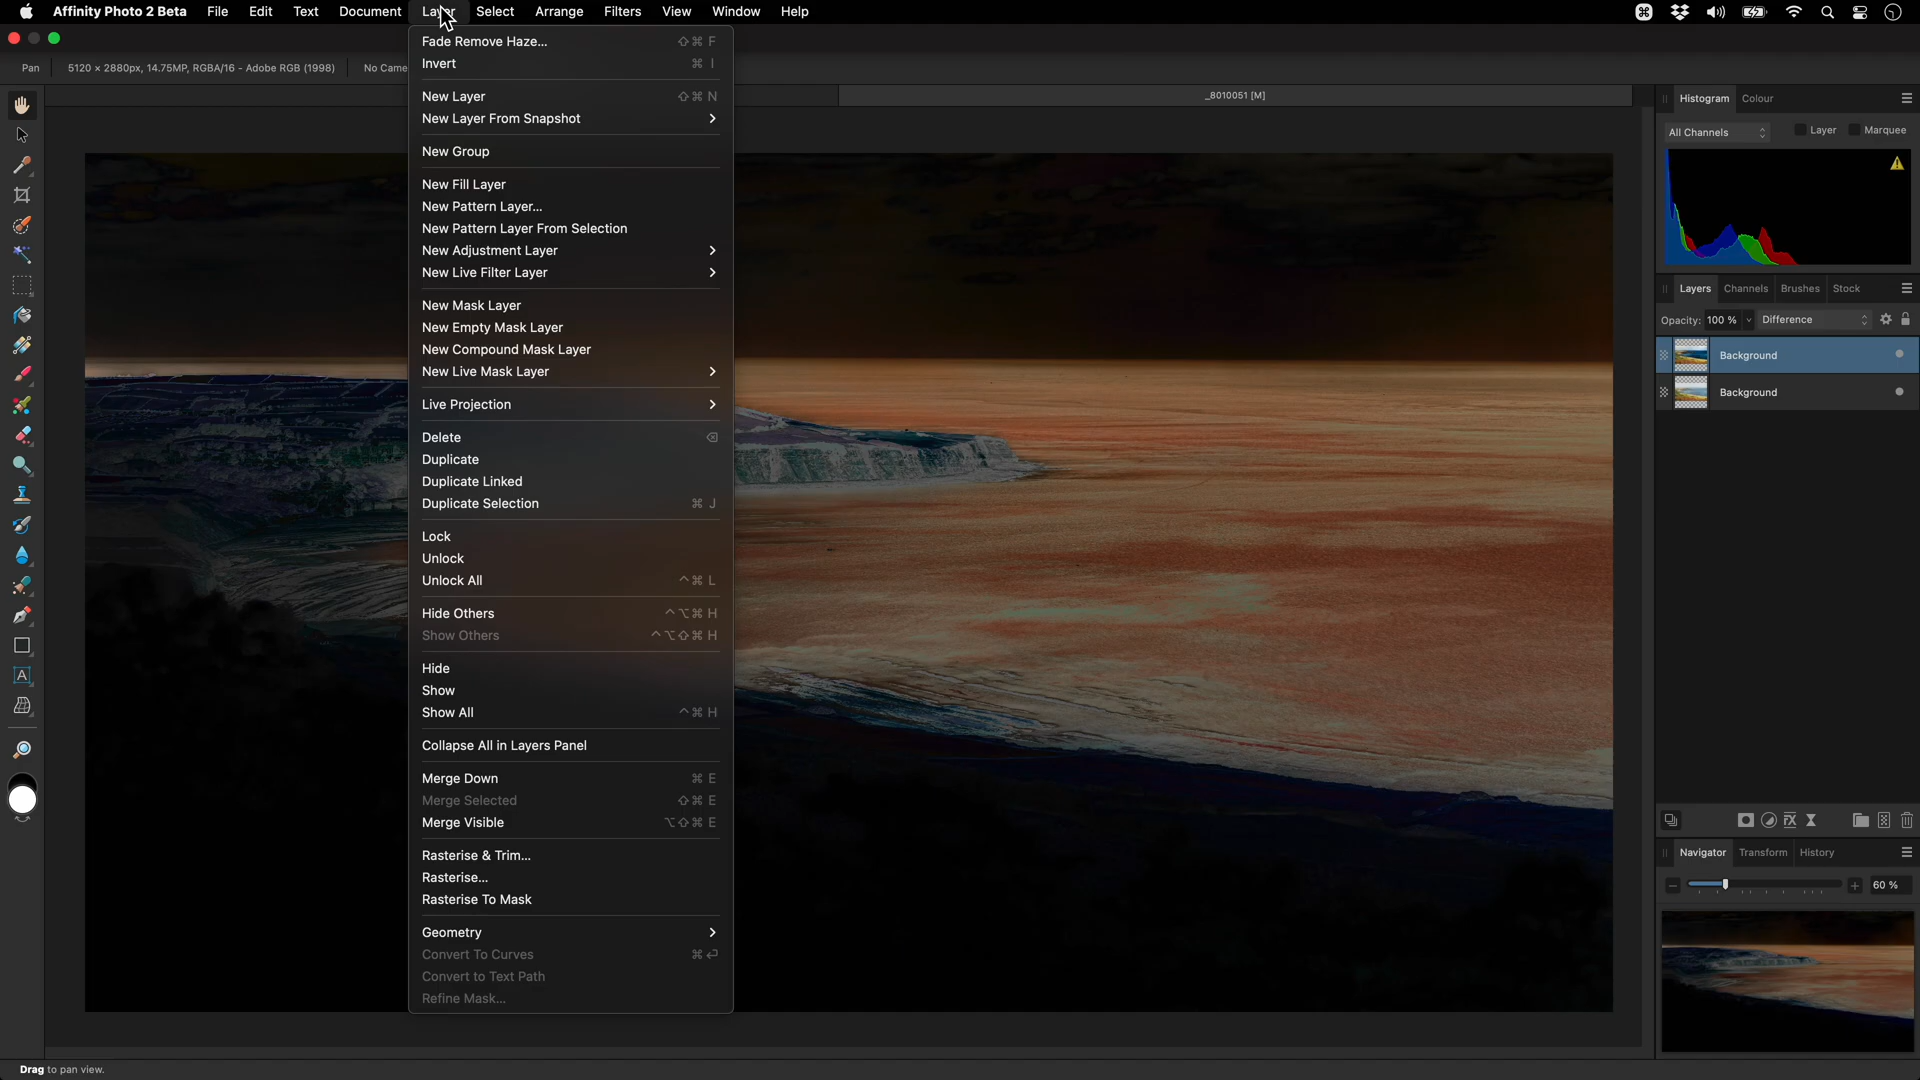 Affinity Photo 2 Beta File Edit Text Document Layer Select Arrange Filters View Window Help
Pan 5120 × 2880px, 14.75MP, RGBA/16 - Adobe RGB (1998) No Came
_8010051 [M]
Fade Remove Haze... ⇧⌘ F
Invert ⌘ I
New Layer ⇧⌘ N
New Layer From Snapshot
New Group
New Fill Layer
New Pattern Layer...
New Pattern Layer From Selection
New Adjustment Layer
New Live Filter Layer
New Mask Layer
New Empty Mask Layer
New Compound Mask Layer
New Live Mask Layer
Live Projection
Delete ⌫
Duplicate
Duplicate Linked
Duplicate Selection ⌘ J
Lock
Unlock
Unlock All ^⌘ L
Hide Others ^⌥⌘ H
Show Others ^⌥⇧⌘ H
Hide
Show
Show All ^⌘ H
Collapse All in Layers Panel
Merge Down ⌘ E
Merge Selected ⇧⌘ E
Merge Visible ⌥⇧⌘ E
Rasterise & Trim...
Rasterise...
Rasterise To Mask
Geometry
Convert To Curves ⌘↩
Convert to Text Path
Refine Mask...
Histogram Colour
All Channels Layer Marquee
Layers Channels Brushes Stock
Opacity: 100 % Difference
Background
Background
Navigator Transform History
60 %
Drag to pan view.